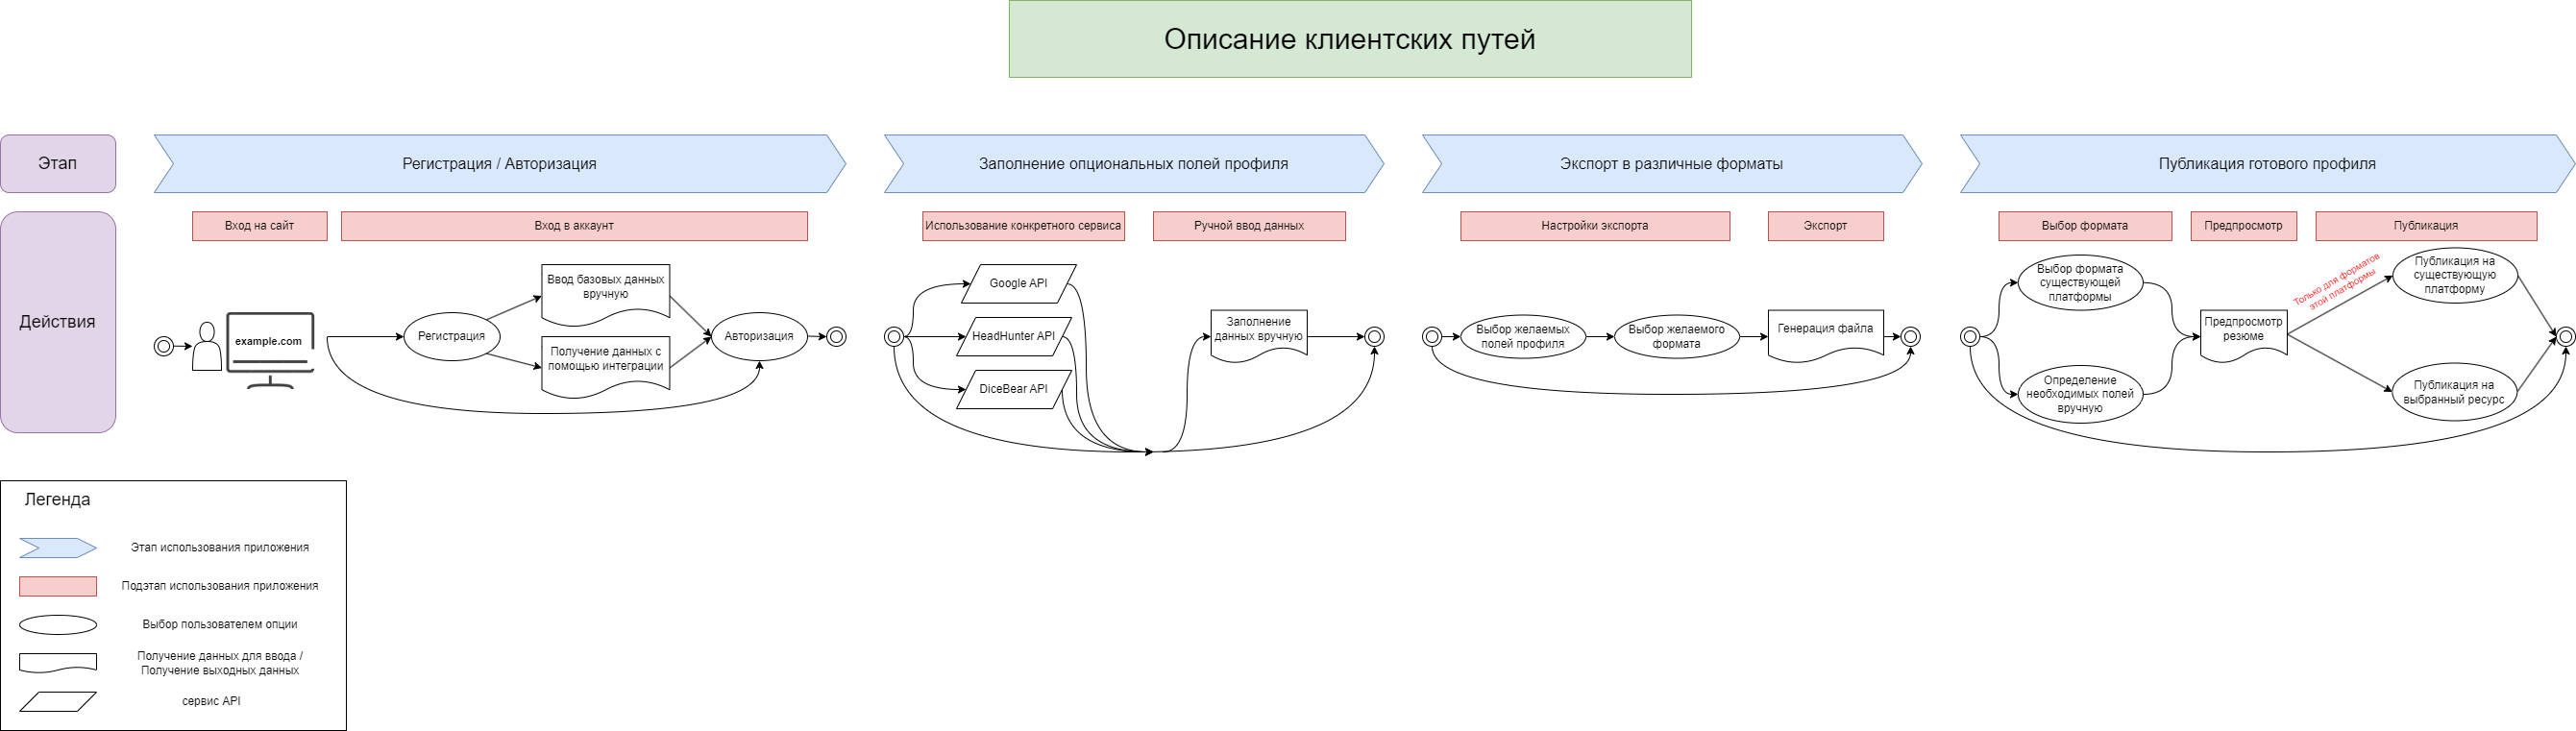 Описание клиентских путей
Этап
Регистрация / Авторизация
Заполнение опциональных полей профиля
Экспорт в различные форматы
Публикация готового профиля
Действия
Вход на сайт
Вход в аккаунт
Использование конкретного сервиса
Ручной ввод данных
Настройки экспорта
Экспорт
Выбор формата
Предпросмотр
Публикация
example.com
Регистрация
Ввод базовых данных
вручную
Получение данных с
помощью интеграции
Авторизация
Google API
HeadHunter API
DiceBear API
Заполнение
данных вручную
Выбор желаемых
полей профиля
Выбор желаемого
формата
Генерация файла
Выбор формата
существующей
платформы
Определение
необходимых полей
вручную
Предпросмотр
резюме
Только для форматов
этой платформы
Публикация на
существующую
платформу
Публикация на
выбранный ресурс
Легенда
Этап использования приложения
Подэтап использования приложения
Выбор пользователем опции
Получение данных для ввода /
Получение выходных данных
сервис API